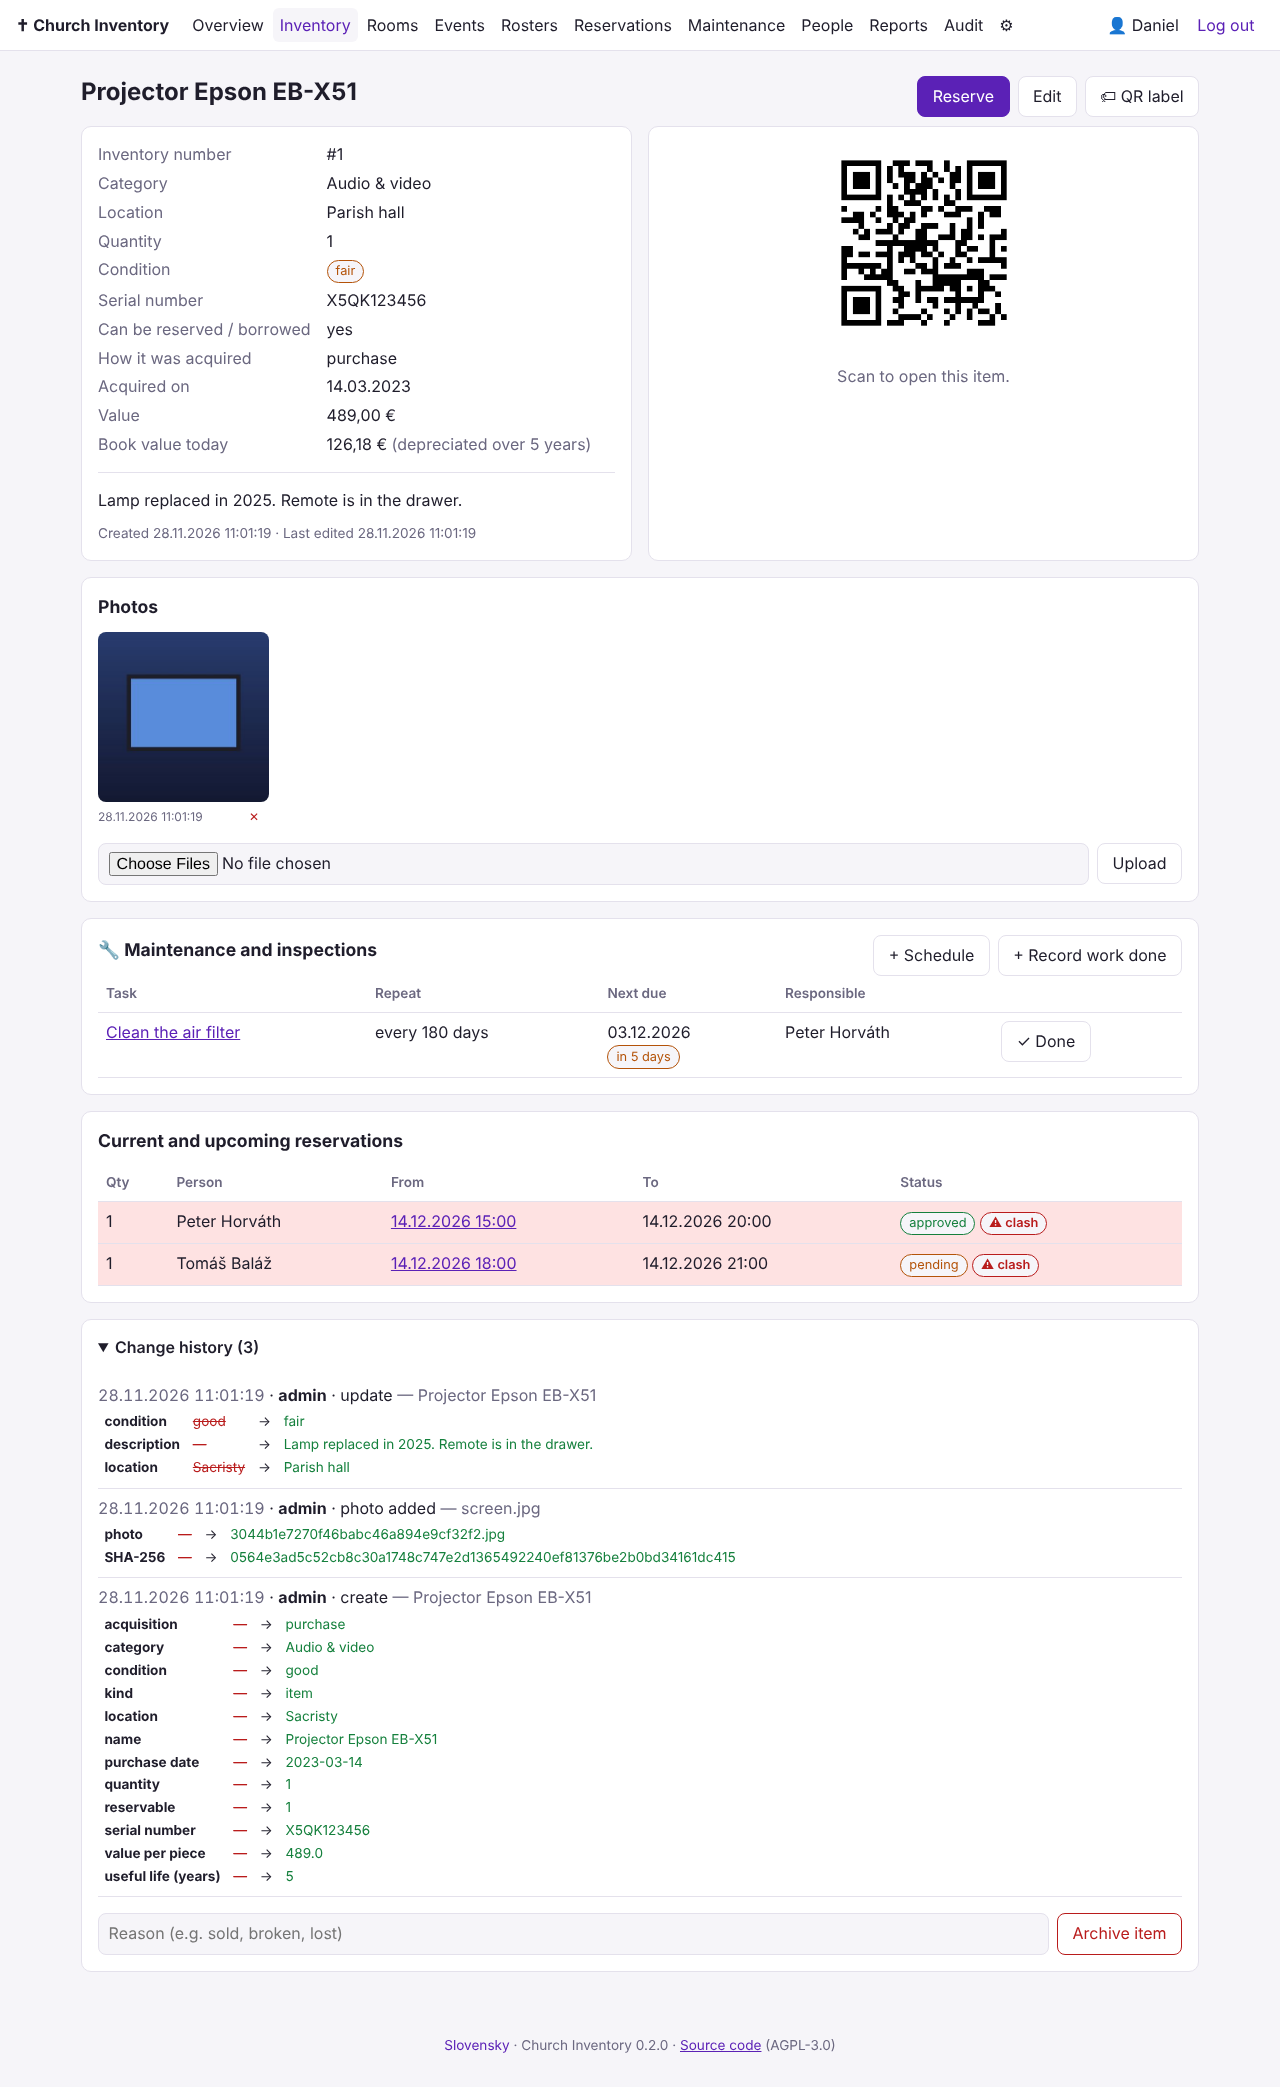 ✝ Church Inventory Overview Inventory Rooms Events Rosters Reservations Maintenance People Reports Audit ⚙ 👤 Daniel Log out
Projector Epson EB-X51
Reserve Edit 🏷 QR label
Inventory number #1
Category Audio & video
Location Parish hall
Quantity 1
Condition fair
Serial number X5QK123456
Can be reserved / borrowed yes
How it was acquired purchase
Acquired on 14.03.2023
Value 489,00 €
Book value today 126,18 € (depreciated over 5 years)
Lamp replaced in 2025. Remote is in the drawer.
Created 28.11.2026 11:01:19 · Last edited 28.11.2026 11:01:19
Scan to open this item.
Photos
28.11.2026 11:01:19 ✕
Choose Files No file chosen Upload
🔧 Maintenance and inspections
+ Schedule + Record work done
Task Repeat Next due Responsible
Clean the air filter every 180 days 03.12.2026 Peter Horváth ✓ Done
in 5 days
Current and upcoming reservations
Qty Person From To Status
1 Peter Horváth 14.12.2026 15:00 14.12.2026 20:00 approved ⚠ clash
1 Tomáš Baláž 14.12.2026 18:00 14.12.2026 21:00 pending ⚠ clash
▼ Change history (3)
28.11.2026 11:01:19 · admin · update — Projector Epson EB-X51
condition good → fair
description — → Lamp replaced in 2025. Remote is in the drawer.
location Sacristy → Parish hall
28.11.2026 11:01:19 · admin · photo added — screen.jpg
photo — → 3044b1e7270f46babc46a894e9cf32f2.jpg
SHA-256 — → 0564e3ad5c52cb8c30a1748c747e2d1365492240ef81376be2b0bd34161dc415
28.11.2026 11:01:19 · admin · create — Projector Epson EB-X51
acquisition — → purchase
category — → Audio & video
condition — → good
kind — → item
location — → Sacristy
name — → Projector Epson EB-X51
purchase date — → 2023-03-14
quantity — → 1
reservable — → 1
serial number — → X5QK123456
value per piece — → 489.0
useful life (years) — → 5
Reason (e.g. sold, broken, lost) Archive item
Slovensky · Church Inventory 0.2.0 · Source code (AGPL-3.0)